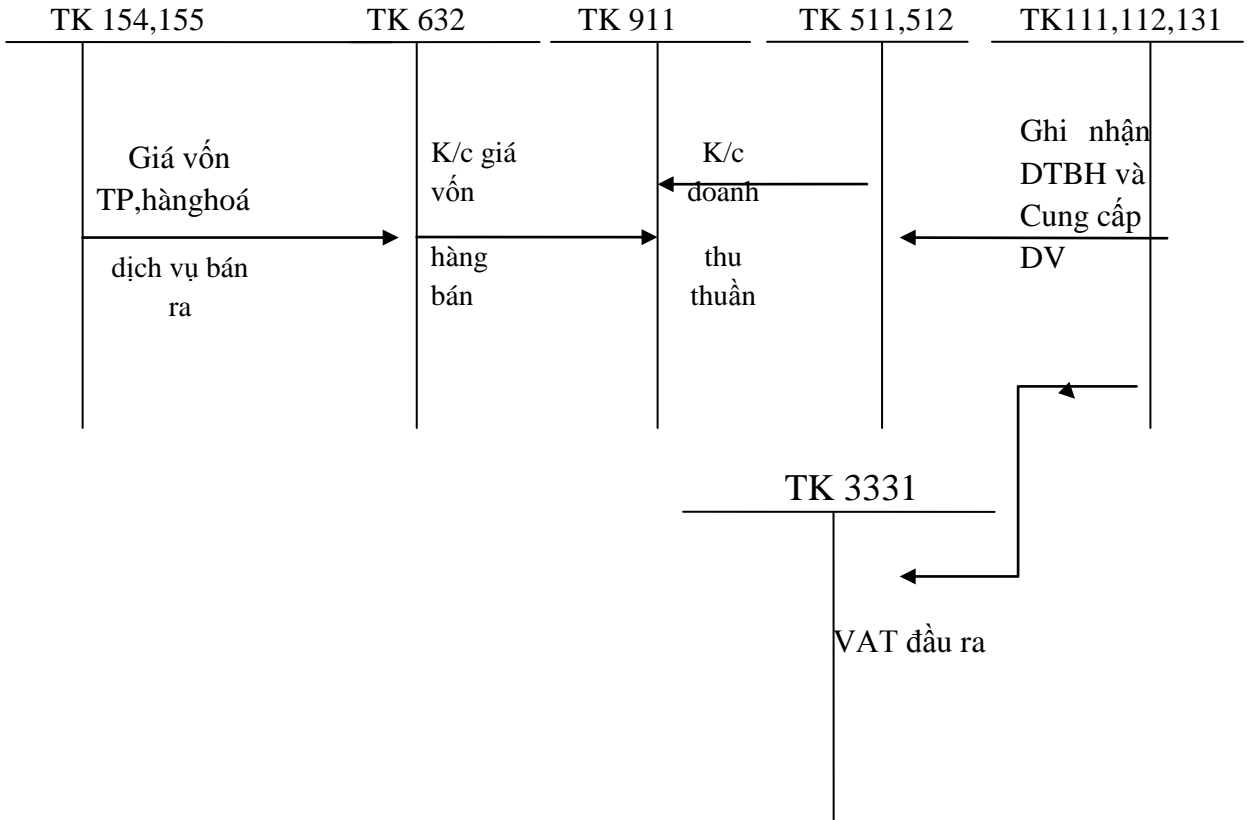 TK 154,155
TK 632
TK 911
TK 511,512
TK111,112,131
Giá vốn
TP,hànghoá
dịch vụ bán
ra
K/c giá
vốn
hàng
bán
K/c
doanh
thu
thuần
Ghi nhận
DTBH và
Cung cấp
DV
TK 3331
VAT đầu ra